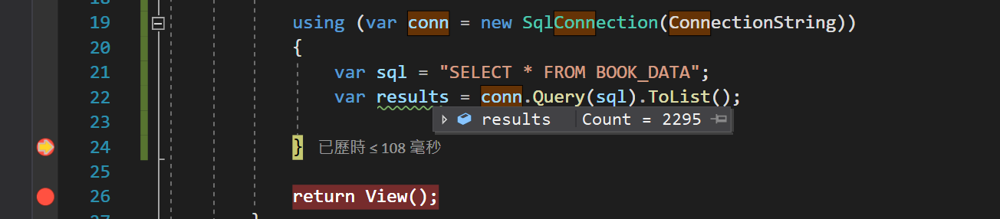 19 using (var conn = new SqlConnection(ConnectionString))
20 {
21 var sql = "SELECT * FROM BOOK_DATA";
22 var results = conn.Query(sql).ToList();
results Count = 2295
23
24 } 已歷時 ≤ 108 毫秒
25
26 return View();
27 }